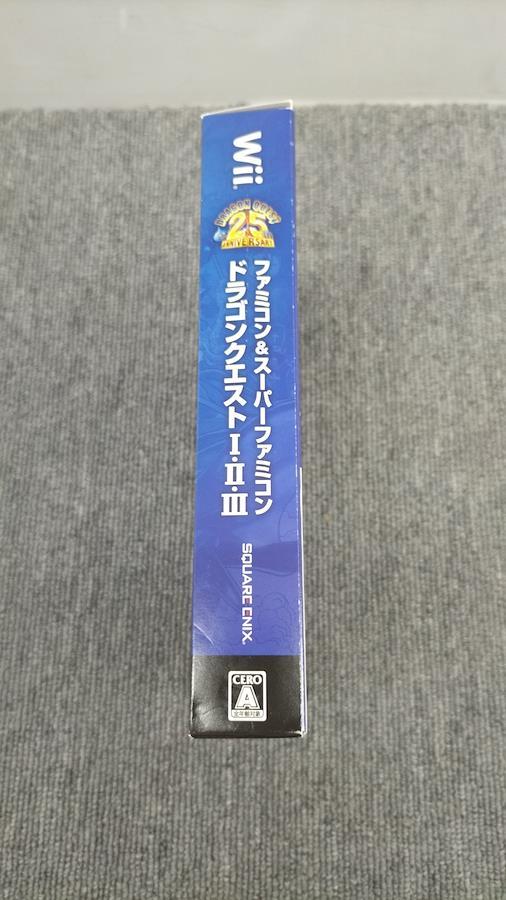 Wii
DRAGON QUEST
25th
ANNIVERSARY
ファミコン&スーパーファミコン
ドラゴンクエストI・II・III
SQUARE ENIX
CERO
A
全年齢対象